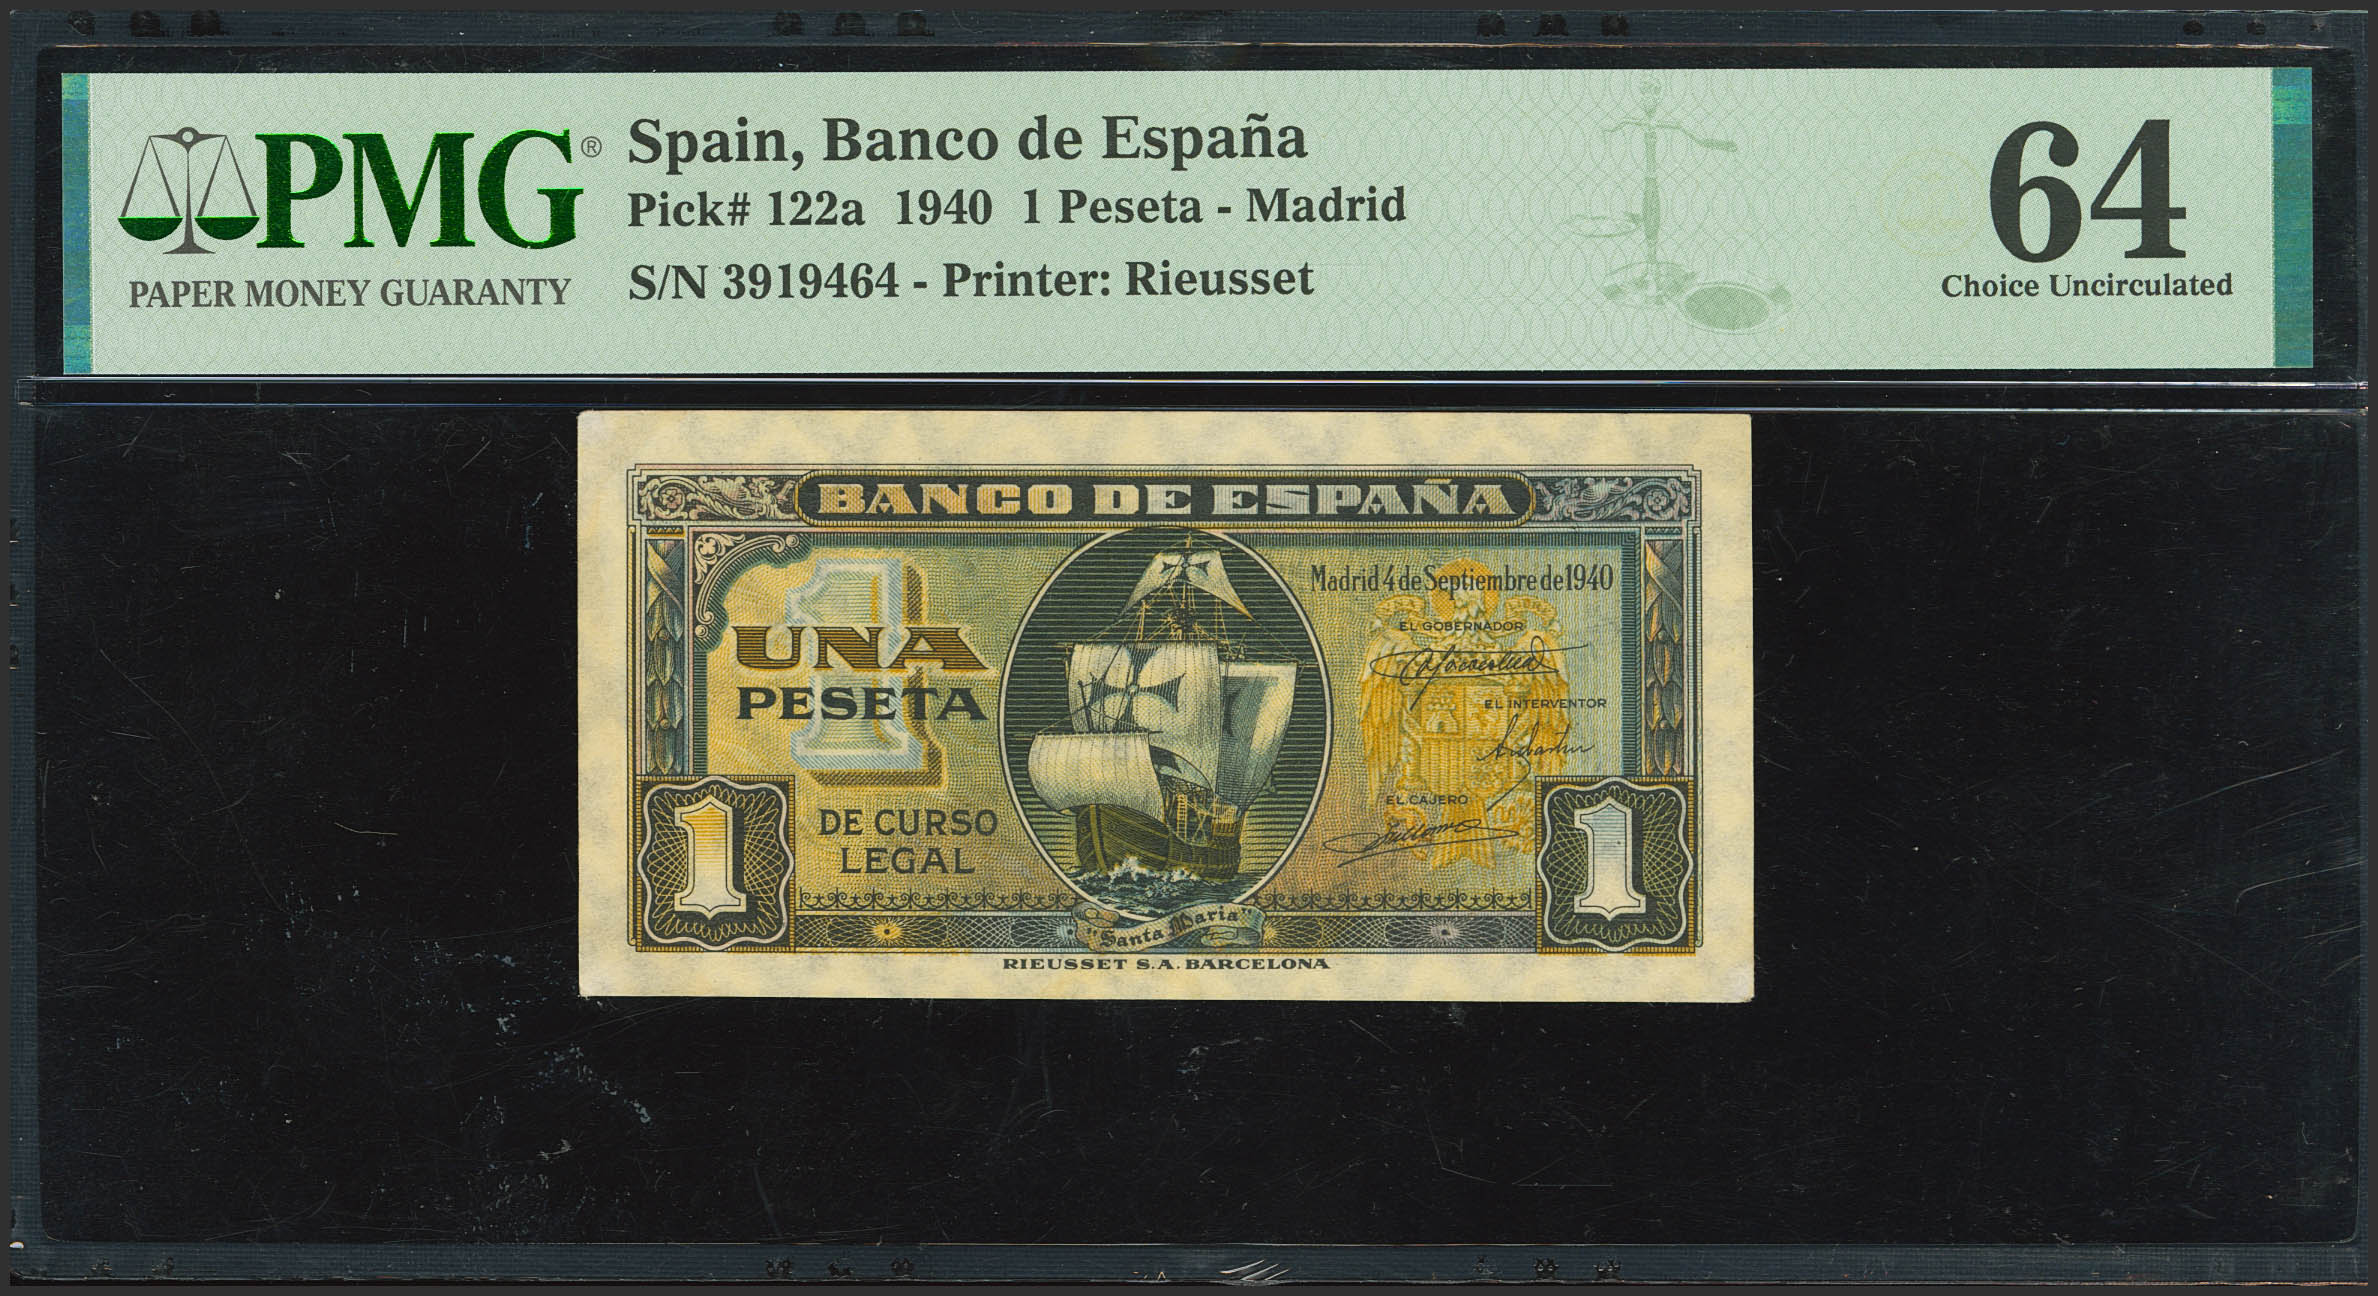 PMG®
PAPER MONEY GUARANTY
Spain, Banco de España
Pick# 122a 1940 1 Peseta - Madrid
S/N 3919464 - Printer: Rieusset
64
Choice Uncirculated
BANCO DE ESPAÑA
1
UNA
PESETA
DE CURSO
LEGAL
Madrid 4 de Septiembre de 1940
EL GOBERNADOR
EL INTERVENTOR
EL CAJERO
1
1
"Santa Maria"
RIEUSSET S.A. BARCELONA